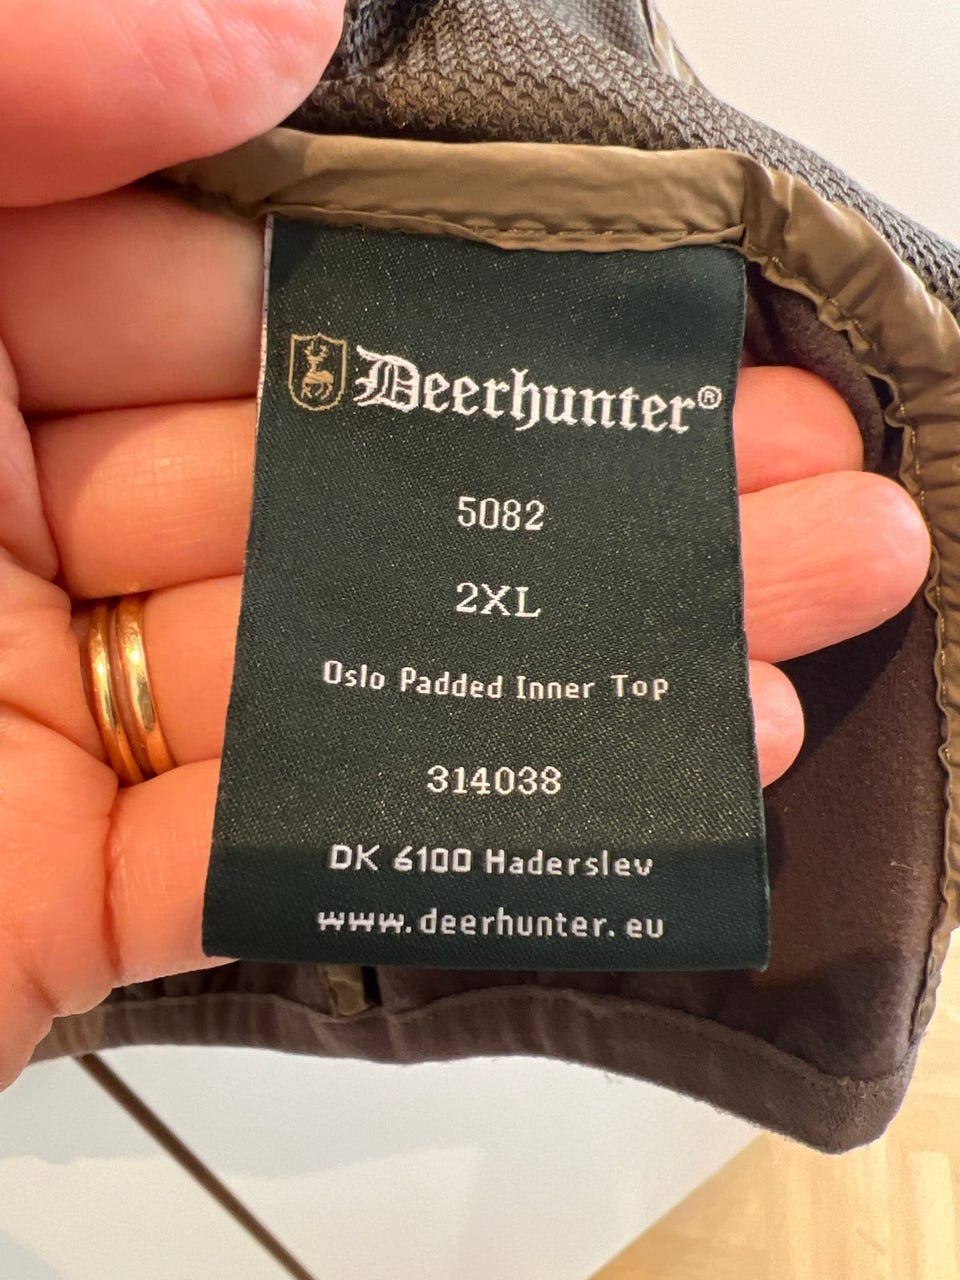 Deerhunter®
5082
2XL
Oslo Padded Inner Top
314038
DK 6100 Haderslev
www.deerhunter.eu